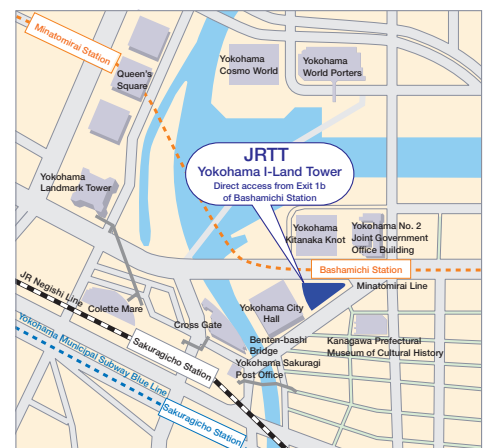 Minatomirai Station
Queen's
Square
Yokohama
Cosmo World
Yokohama
World Porters
JRTT
Yokohama I-Land Tower
Direct access from Exit 1b
of Bashamichi Station
Yokohama
Landmark Tower
Yokohama
Kitanaka Knot
Yokohama No. 2
Joint Government
Office Building
Bashamichi Station
Minatomirai Line
JR Negishi Line
Colette Mare
Cross Gate
Yokohama City
Hall
Benten-bashi
Bridge
Kanagawa Prefectural
Museum of Cultural History
Yokohama Municipal Subway Blue Line
Sakuragicho Station
Yokohama Sakuragi
Post Office
Sakuragicho Station